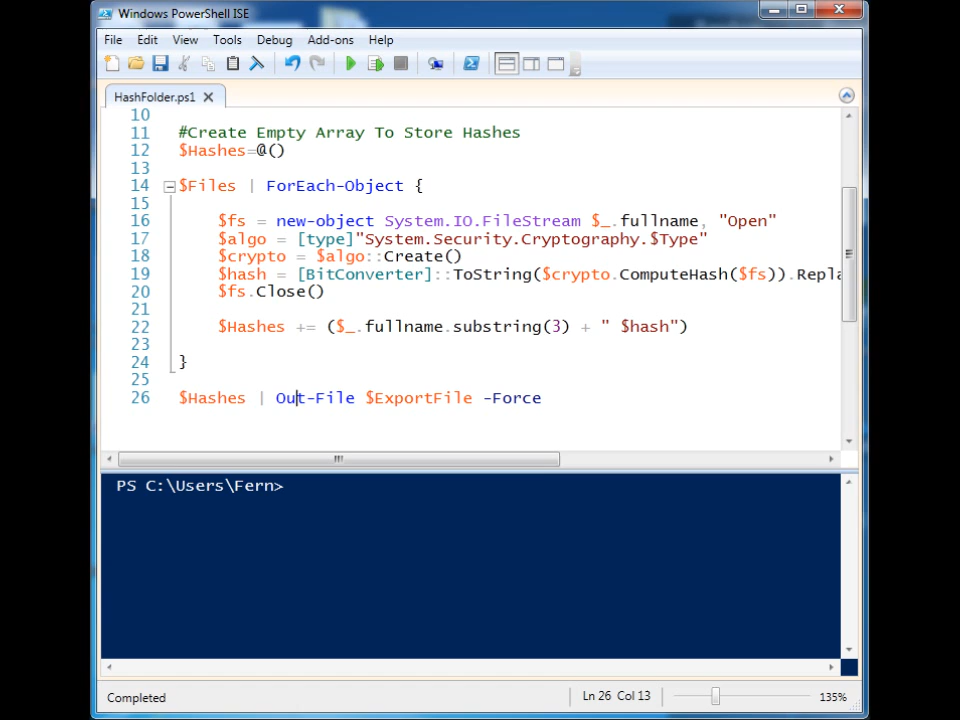 Windows PowerShell ISE
File Edit View Tools Debug Add-ons Help
HashFolder.ps1
10
11 #Create Empty Array To Store Hashes
12 $Hashes=@()
13
14 $Files | ForEach-Object {
15
16 $fs = new-object System.IO.FileStream $_.fullname, "Open"
17 $algo = [type]"System.Security.Cryptography.$Type"
18 $crypto = $algo::Create()
19 $hash = [BitConverter]::ToString($crypto.ComputeHash($fs)).Repla
20 $fs.Close()
21
22 $Hashes += ($_.fullname.substring(3) + " $hash")
23
24 }
25
26 $Hashes | Out-File $ExportFile -Force
PS C:\Users\Fern>
Completed Ln 26 Col 13 135%